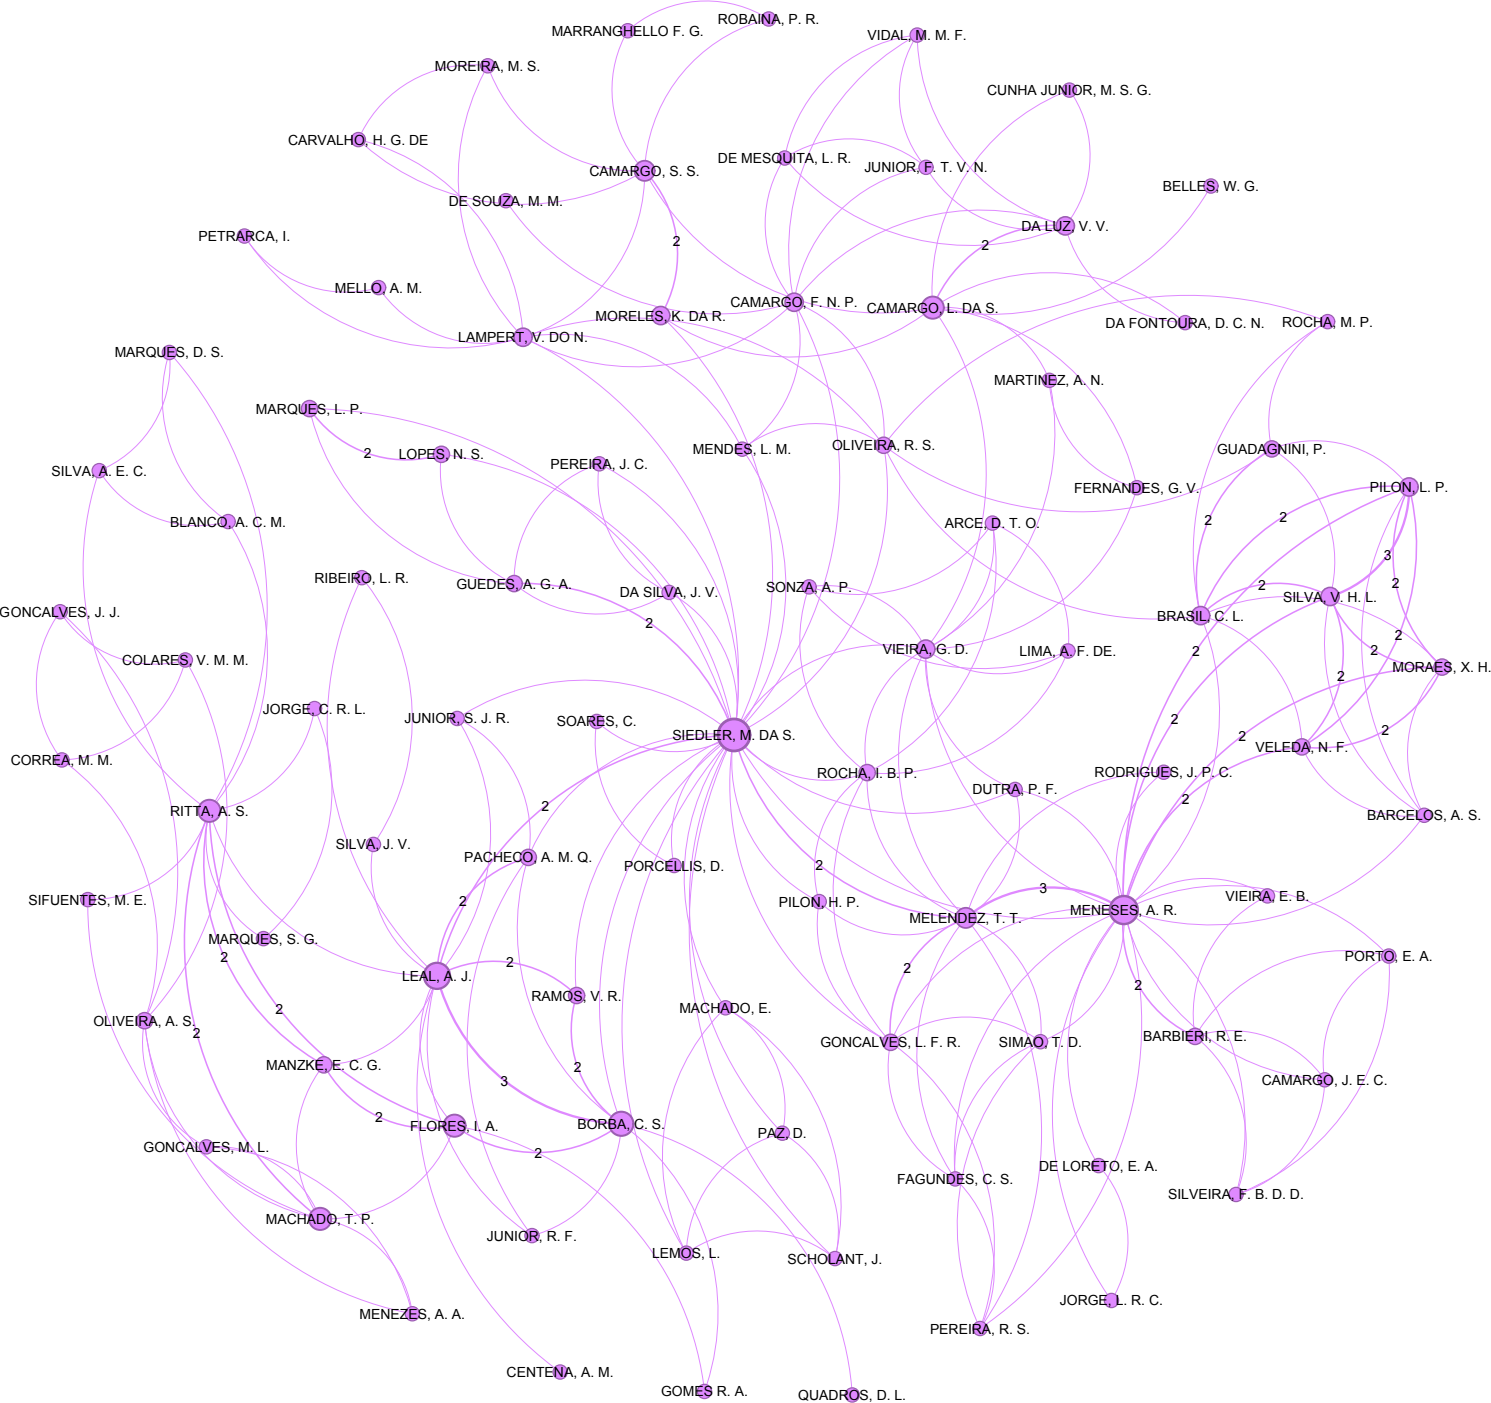 ROBAINA, P. R.
MARRANGHELLO F. G.
VIDAL, M. M. F.
MOREIRA, M. S.
CUNHA JUNIOR, M. S. G.
CARVALHO, H. G. DE
DE MESQUITA, L. R.
JUNIOR, F. T. V. N.
CAMARGO, S. S.
BELLES, W. G.
DE SOUZA, M. M.
DA LUZ, V. V.
PETRARCA, I.
2
2
MELLO, A. M.
CAMARGO, F. N. P.
CAMARGO, L. DA S.
MORELES, K. DA R.
DA FONTOURA, D. C. N.
ROCHA, M. P.
LAMPERT, V. DO N.
MARQUES, D. S.
MARTINEZ, A. N.
MARQUES, L. P.
MENDES, L. M.
OLIVEIRA, R. S.
GUADAGNINI, P.
2
LOPES, N. S.
PEREIRA, J. C.
SILVA, A. E. C.
FERNANDES, G. V.
PILON, L. P.
2
2
BLANCO, A. C. M.
ARCE, D. T. O.
3
RIBEIRO, L. R.
GUEDES, A. G. A.
DA SILVA, J. V.
SONZA, A. P.
2
2
SILVA, V. H. L.
GONCALVES, J. J.
BRASIL, C. L.
2
2
COLARES, V. M. M.
VIEIRA, G. D.
LIMA, A. F. DE.
2
2
2
MORAES, X. H.
JORGE, C. R. L.
JUNIOR, S. J. R.
SOARES, C.
SIEDLER, M. DA S.
2
2
2
VELEDA, N. F.
CORREA, M. M.
ROCHA, I. B. P.
RODRIGUES, J. P. C.
DUTRA, P. F.
2
2
RITTA, A. S.
BARCELOS, A. S.
SILVA, J. V.
PACHECO, A. M. Q.
PORCELLIS, D.
2
3
SIFUENTES, M. E.
2
PILON, H. P.
MELENDEZ, T. T.
MENESES, A. R.
VIEIRA, E. B.
MARQUES, S. G.
2
2
2
PORTO, E. A.
LEAL, A. J.
2
RAMOS, V. R.
2
MACHADO, E.
OLIVEIRA, A. S.
2
GONCALVES, L. F. R.
SIMAO, T. D.
BARBIERI, R. E.
MANZKE, E. C. G.
2
3
CAMARGO, J. E. C.
2
FLORES, I. A.
BORBA, C. S.
PAZ, D.
GONCALVES, M. L.
2
DE LORETO, E. A.
FAGUNDES, C. S.
SILVEIRA, F. B. D. D.
MACHADO, T. P.
JUNIOR, R. F.
LEMOS, L.
SCHOLANT, J.
MENEZES, A. A.
JORGE, L. R. C.
PEREIRA, R. S.
CENTENA, A. M.
GOMES R. A.
QUADROS, D. L.